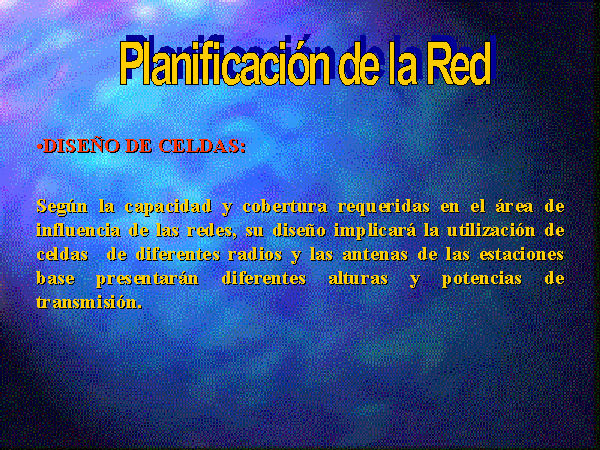 Planificación de la Red
•DISEÑO DE CELDAS:
Según la capacidad y cobertura requeridas en el área de
influencia de las redes, su diseño implicará la utilización de
celdas de diferentes radios y las antenas de las estaciones
base presentarán diferentes alturas y potencias de
transmisión.